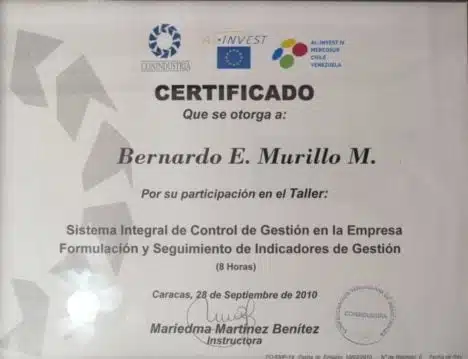 CONINDUSTRIA
AL-INVEST
AL-INVEST IV
MERCOSUR
CHILE
VENEZUELA
CERTIFICADO
Que se otorga a:
Bernardo E. Murillo M.
Por su participación en el Taller:
Sistema Integral de Control de Gestión en la Empresa
Formulación y Seguimiento de Indicadores de Gestión
(8 Horas)
Caracas, 28 de Septiembre de 2010
Mariedma Martínez Benítez
Instructora
CONINDUSTRIA